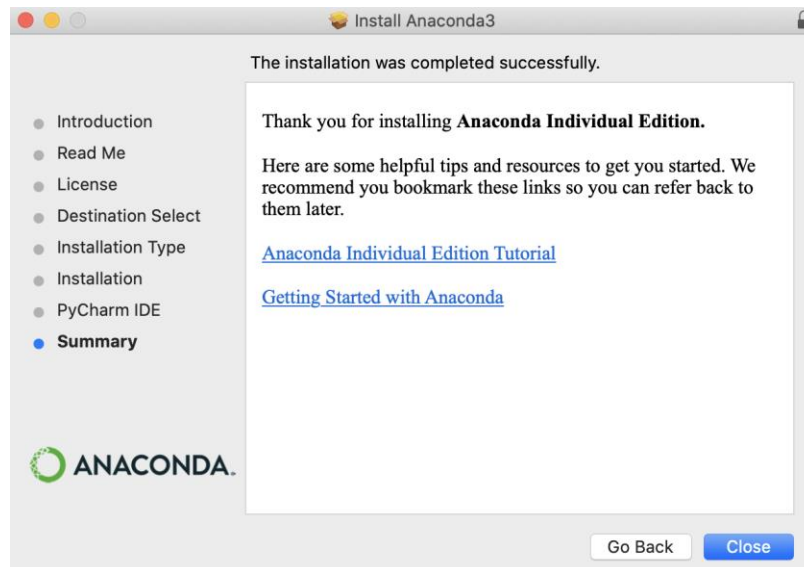 Install Anaconda3
The installation was completed successfully.
Introduction
Read Me
License
Destination Select
Installation Type
Installation
PyCharm IDE
Summary
ANACONDA.
Thank you for installing Anaconda Individual Edition.
Here are some helpful tips and resources to get you started. We
recommend you bookmark these links so you can refer back to
them later.
Anaconda Individual Edition Tutorial
Getting Started with Anaconda
Go Back
Close